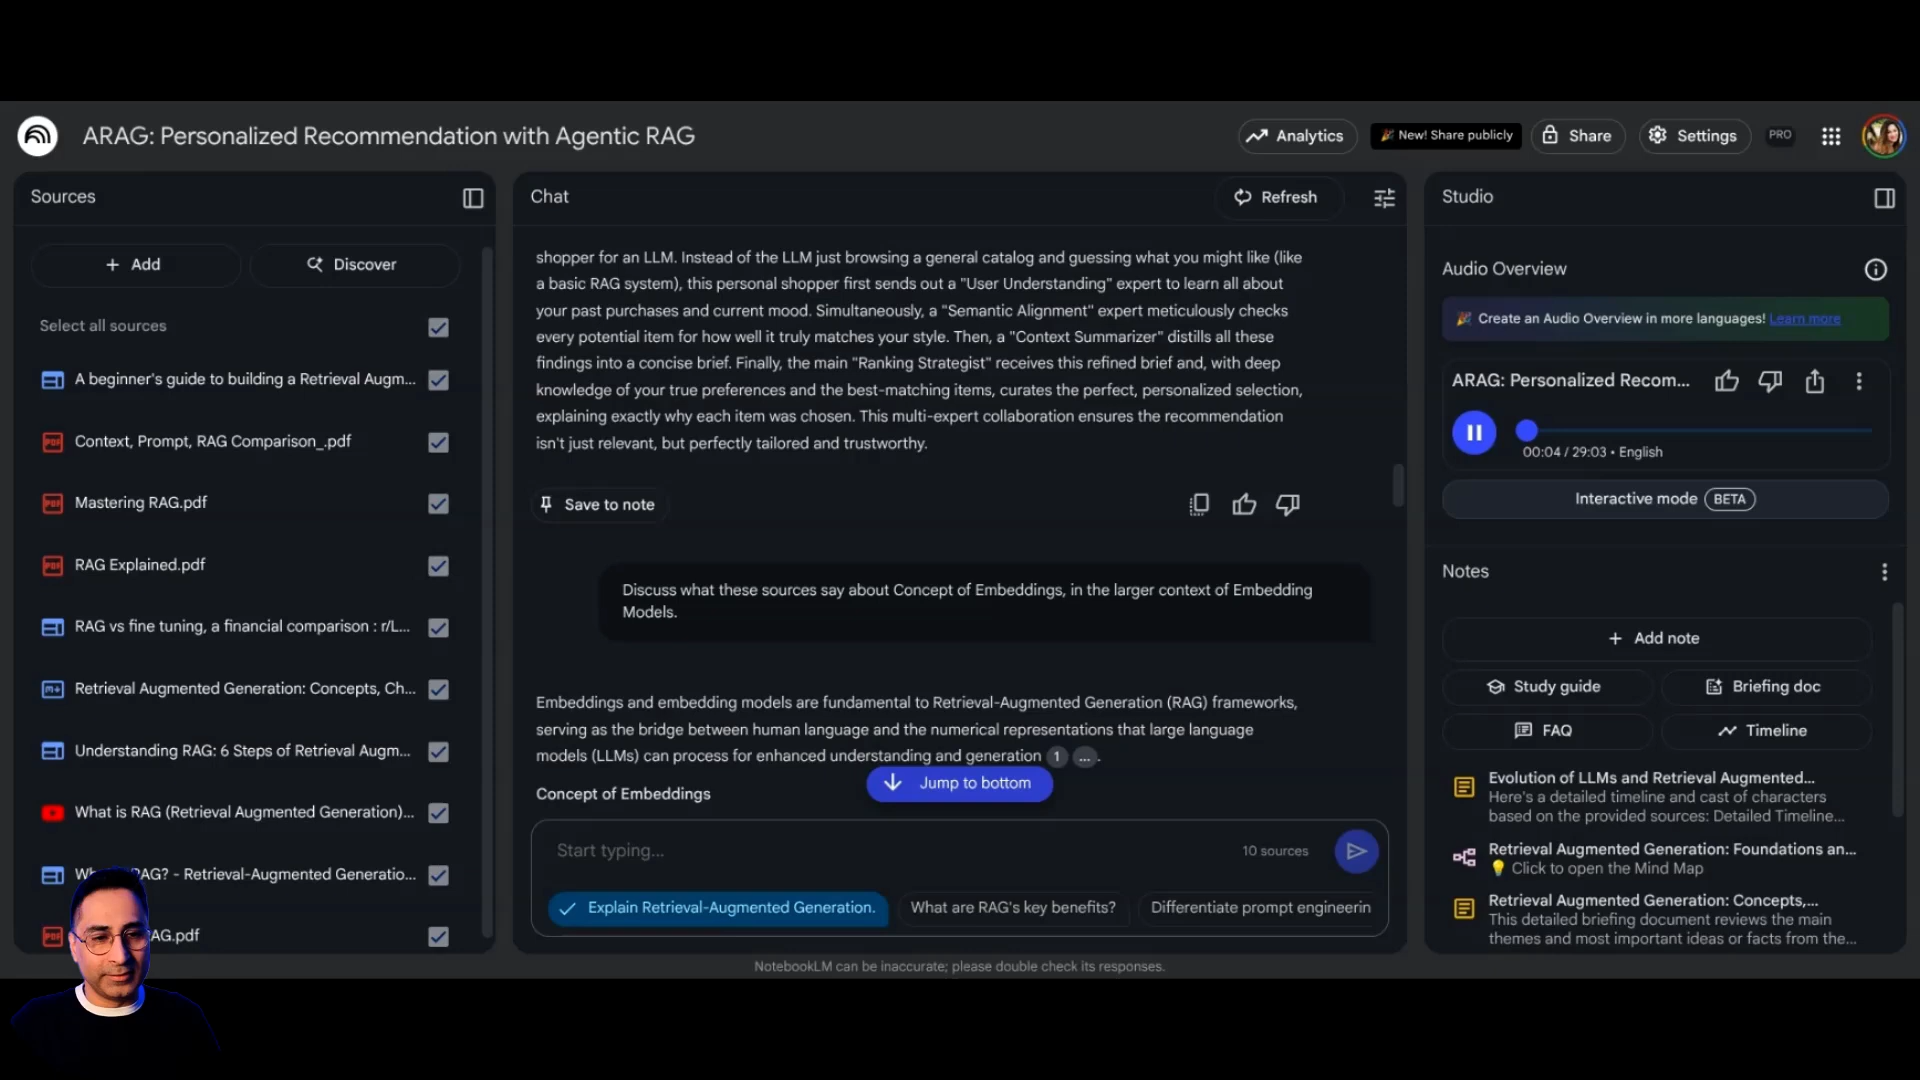 ARAG: Personalized Recommendation with Agentic RAG
Analytics
🎉 New! Share publicly
Share
Settings
PRO
Sources
+ Add
Discover
Select all sources
A beginner's guide to building a Retrieval Augm...
Context, Prompt, RAG Comparison_.pdf
Mastering RAG.pdf
RAG Explained.pdf
RAG vs fine tuning, a financial comparison : r/L...
Retrieval Augmented Generation: Concepts, Ch...
Understanding RAG: 6 Steps of Retrieval Augm...
What is RAG (Retrieval Augmented Generation)...
RAG? - Retrieval-Augmented Generatio...
AG.pdf
Chat
Refresh
shopper for an LLM. Instead of the LLM just browsing a general catalog and guessing what you might like (like
a basic RAG system), this personal shopper first sends out a "User Understanding" expert to learn all about
your past purchases and current mood. Simultaneously, a "Semantic Alignment" expert meticulously checks
every potential item for how well it truly matches your style. Then, a "Context Summarizer" distills all these
findings into a concise brief. Finally, the main "Ranking Strategist" receives this refined brief and, with deep
knowledge of your true preferences and the best-matching items, curates the perfect, personalized selection,
explaining exactly why each item was chosen. This multi-expert collaboration ensures the recommendation
isn't just relevant, but perfectly tailored and trustworthy.
Save to note
Discuss what these sources say about Concept of Embeddings, in the larger context of Embedding
Models.
Embeddings and embedding models are fundamental to Retrieval-Augmented Generation (RAG) frameworks,
serving as the bridge between human language and the numerical representations that large language
models (LLMs) can process for enhanced understanding and generation 1 ... .
Jump to bottom
Concept of Embeddings
Start typing...
10 sources
Explain Retrieval-Augmented Generation.
What are RAG's key benefits?
Differentiate prompt engineerin
NotebookLM can be inaccurate; please double check its responses.
Studio
Audio Overview
🎉 Create an Audio Overview in more languages! Learn more
ARAG: Personalized Recom...
00:04 / 29:03 • English
Interactive mode BETA
Notes
+ Add note
Study guide
Briefing doc
FAQ
Timeline
Evolution of LLMs and Retrieval Augmented...
Here's a detailed timeline and cast of characters
based on the provided sources: Detailed Timeline...
Retrieval Augmented Generation: Foundations an...
💡 Click to open the Mind Map
Retrieval Augmented Generation: Concepts,...
This detailed briefing document reviews the main
themes and most important ideas or facts from the...